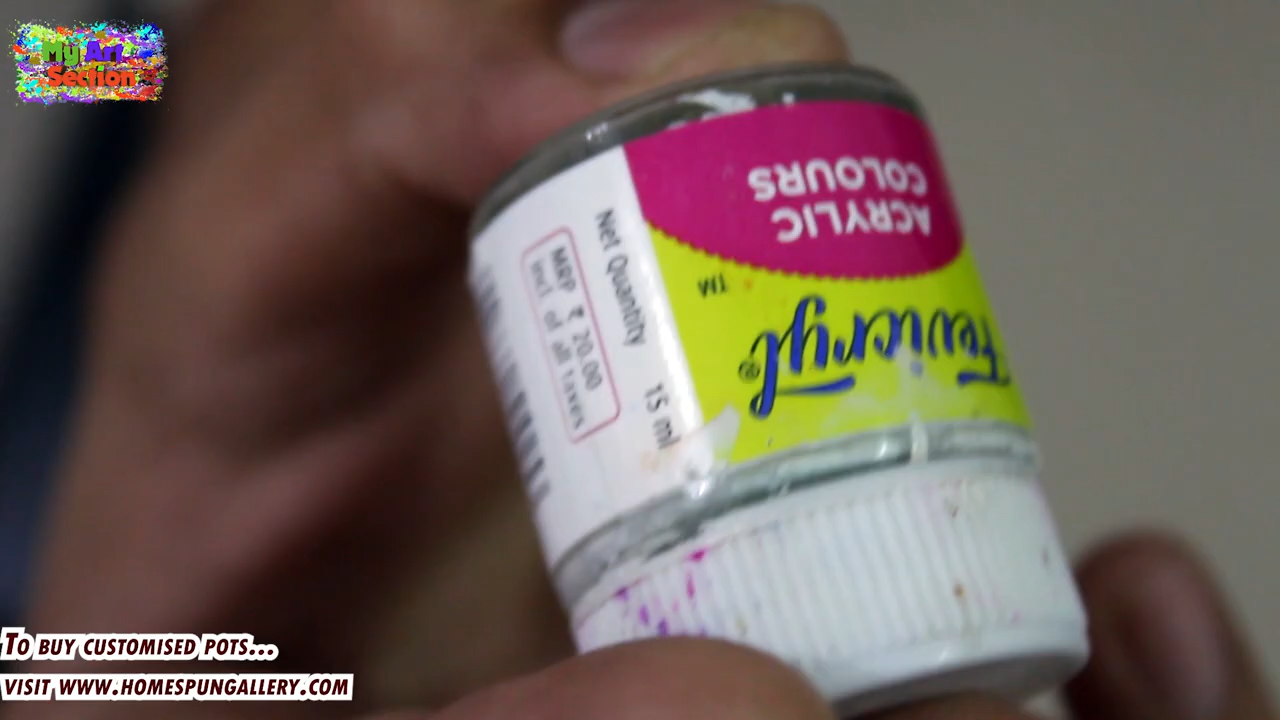 My Art
Section
ACRYLIC
COLOURS
Fevicryl®
TM
Net Quantity 15 ml
MRP ₹ 20.00
incl. of all taxes
TO BUY CUSTOMISED POTS...
VISIT WWW.HOMESPUNGALLERY.COM